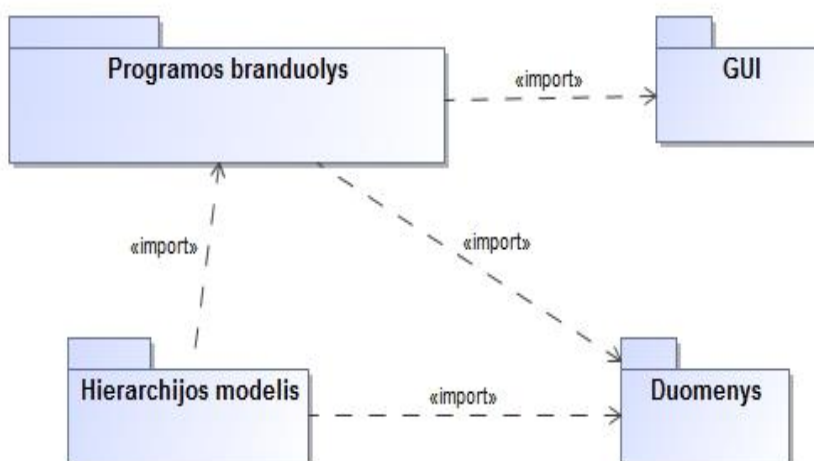 Programos branduolys
GUI
«import»
«import»
«import»
Hierarchijos modelis
«import»
Duomenys